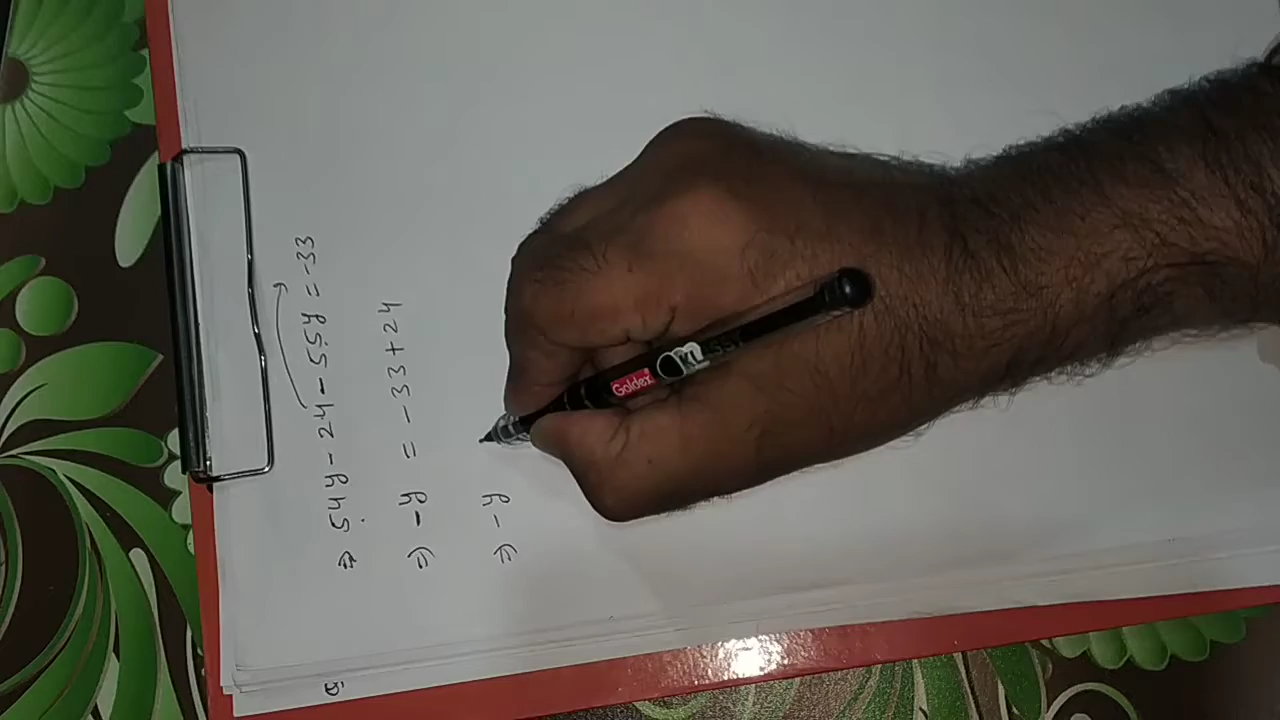 ⇒ 54y - 24 - 55y = -33
⇒ -y = -33+24
⇒ -y
Goldex